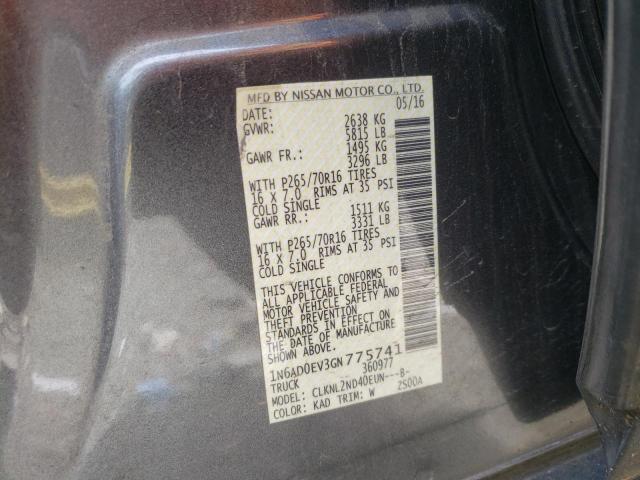 MFD BY NISSAN MOTOR CO., LTD.
DATE: 05/16
GVWR: 2638 KG
5815 LB
GAWR FR.: 1495 KG
3296 LB
WITH P265/70R16 TIRES
16 X 7.0 RIMS AT 35 PSI
COLD SINGLE
GAWR RR.: 1511 KG
3331 LB
WITH P265/70R16 TIRES
16 X 7.0 RIMS AT 35 PSI
COLD SINGLE
THIS VEHICLE CONFORMS TO
ALL APPLICABLE FEDERAL
MOTOR VEHICLE SAFETY AND
THEFT PREVENTION
STANDARDS IN EFFECT ON
THE DATE OF MANUFACTURE
SHOWN ABOVE.
1N6AD0EV3GN775741
TRUCK 360977
MODEL: CLKNLZND40EUN---B-
COLOR: KAD TRIM: W ZS00A